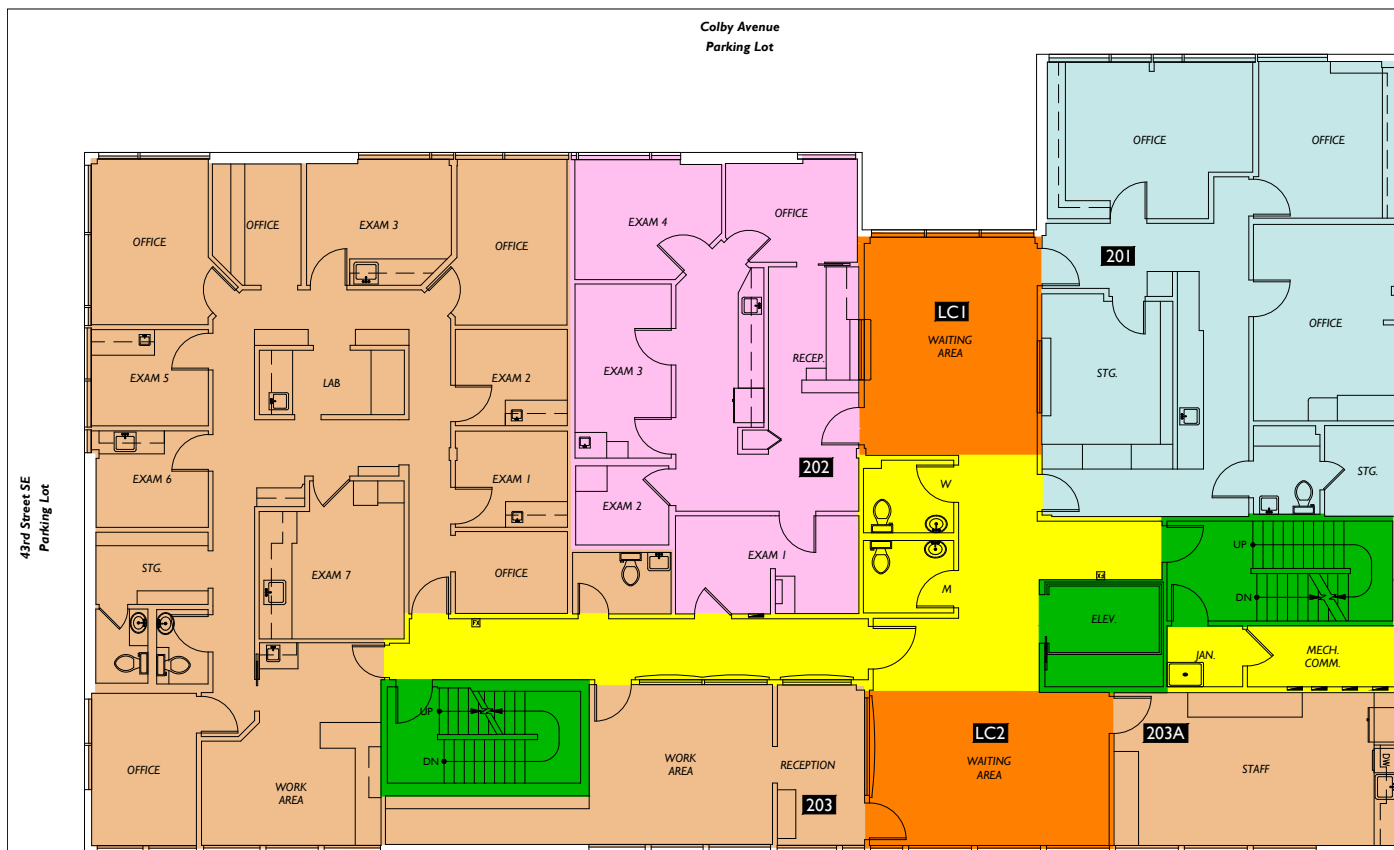 Colby Avenue
Parking Lot
OFFICE
OFFICE
EXAM 4
OFFICE
OFFICE
EXAM 3
OFFICE
OFFICE
201
LC1
OFFICE
WAITING
AREA
RECEP.
EXAM 3
STG.
EXAM 5
LAB
EXAM 2
202
STG.
EXAM 6
EXAM 1
W
EXAM 2
43rd Street SE
Parking Lot
UP
EXAM 1
STG.
EXAM 7
OFFICE
FX
M
DN
ELEV.
FX
JAN.
MECH.
COMM.
UP
LC2
203A
DN
WORK
AREA
RECEPTION
WAITING
AREA
STAFF
DW
OFFICE
WORK
AREA
203